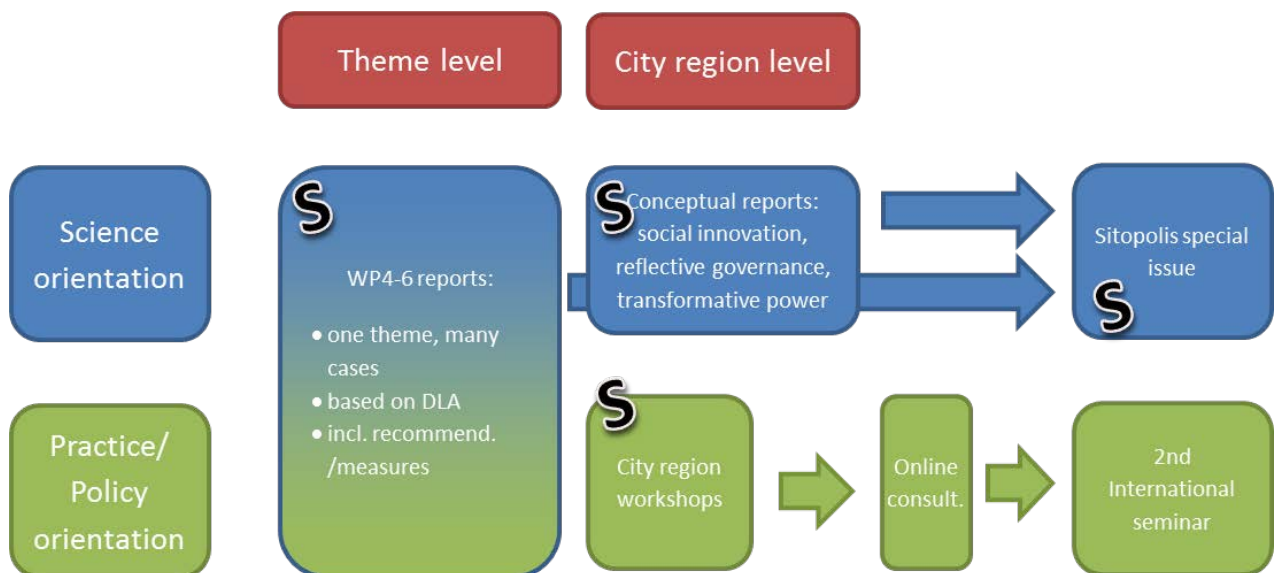 Theme level
City region level
Science
orientation
S
WP4-6 reports:
• one theme, many
cases
• based on DLA
• incl. recommend.
/measures
S
Conceptual reports:
social innovation,
reflective governance,
transformative power
Sitopolis special
issue
S
Practice/
Policy
orientation
S
City region
workshops
Online
consult.
2nd
International
seminar